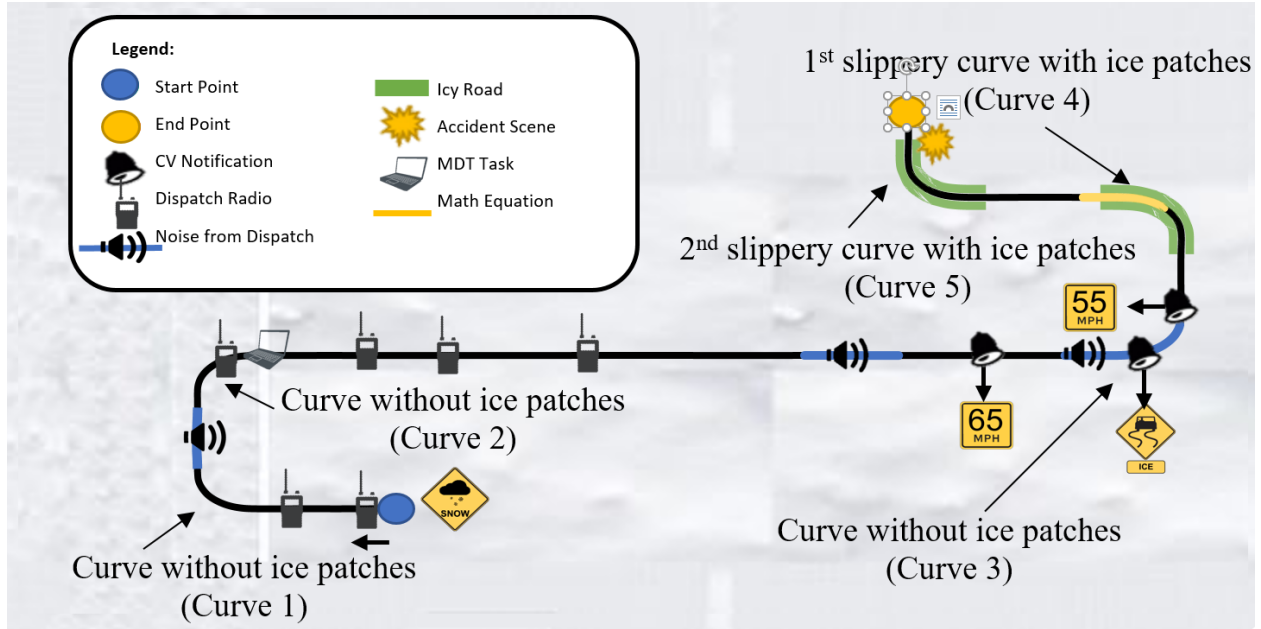 Legend:
Start Point
End Point
CV Notification
Dispatch Radio
Noise from Dispatch
Icy Road
Accident Scene
MDT Task
Math Equation
1st slippery curve with ice patches
(Curve 4)
2nd slippery curve with ice patches
(Curve 5)
55
MPH
Curve without ice patches
(Curve 2)
65
MPH
ICE
SNOW
Curve without ice patches
(Curve 3)
Curve without ice patches
(Curve 1)